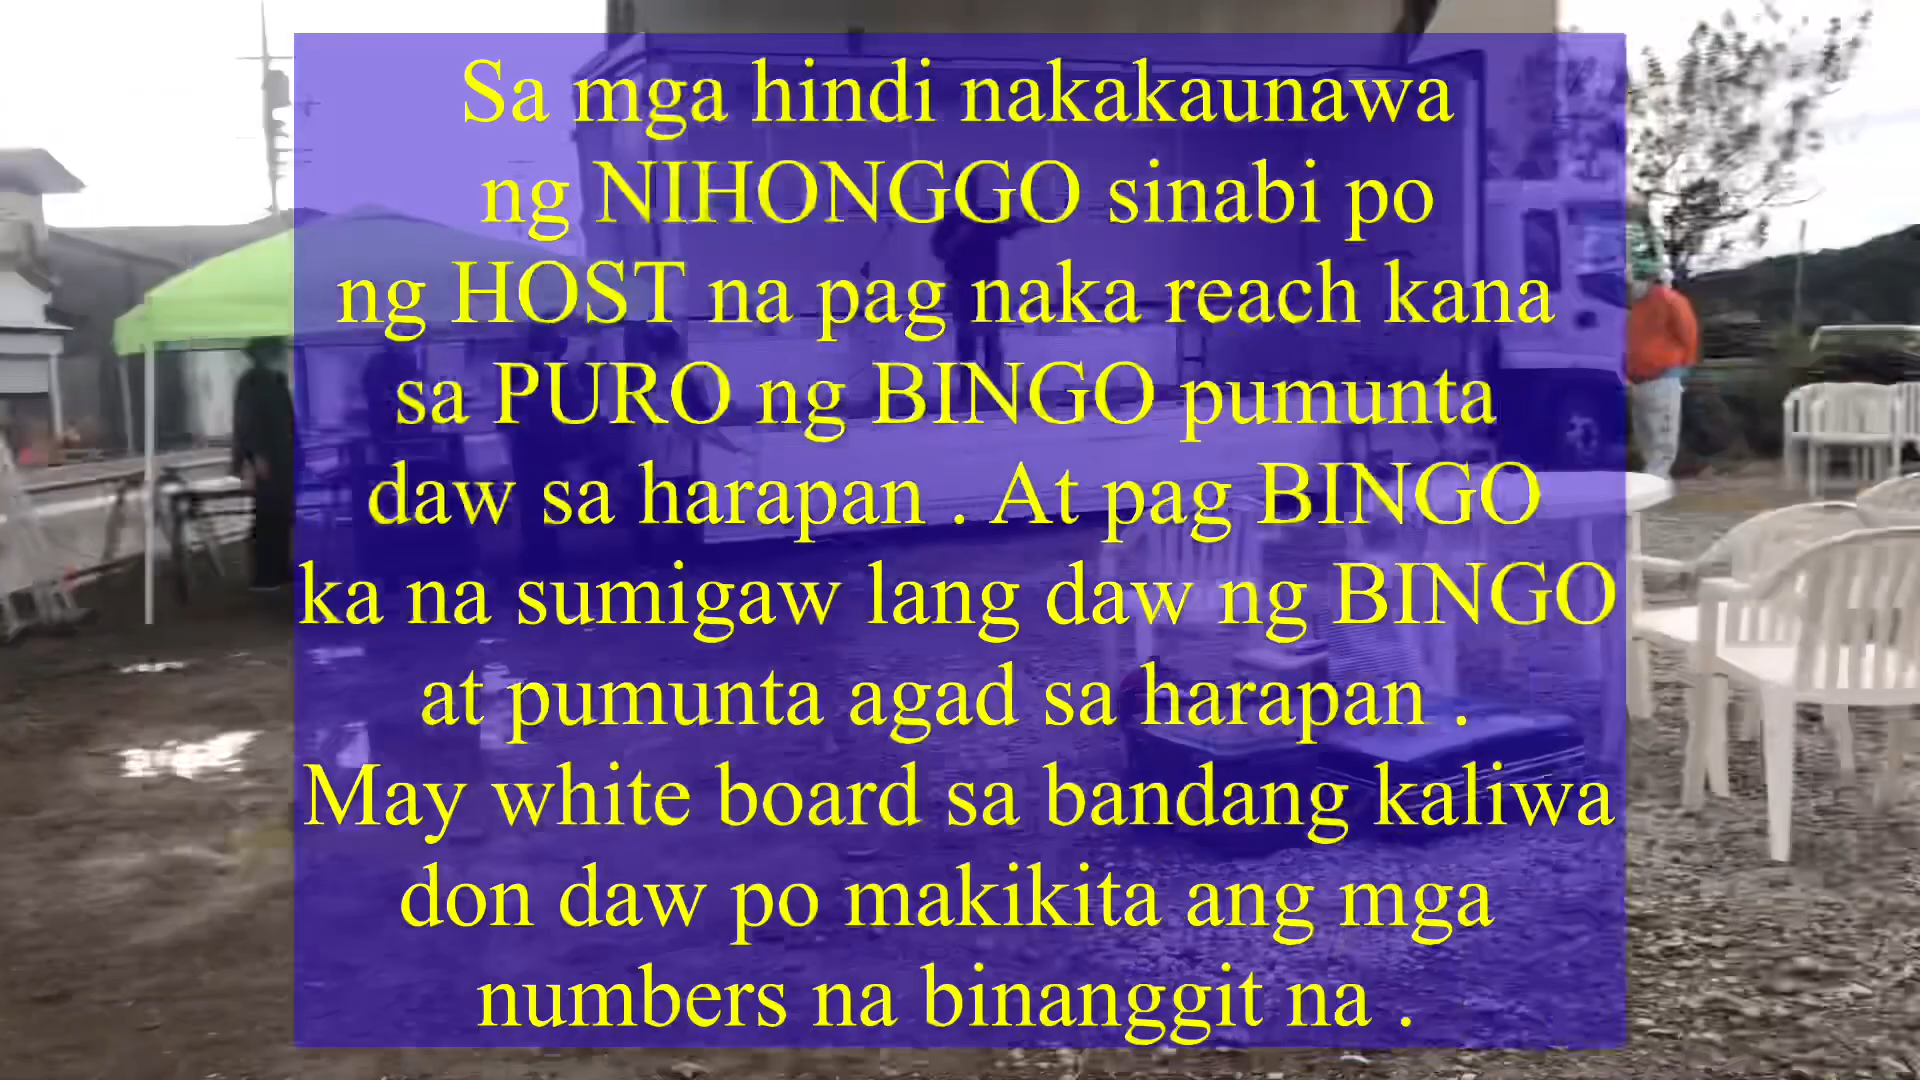 Sa mga hindi nakakaunawa
ng NIHONGGO sinabi po
ng HOST na pag naka reach kana
sa PURO ng BINGO pumunta
daw sa harapan . At pag BINGO
ka na sumigaw lang daw ng BINGO
at pumunta agad sa harapan .
May white board sa bandang kaliwa
don daw po makikita ang mga
numbers na binanggit na .